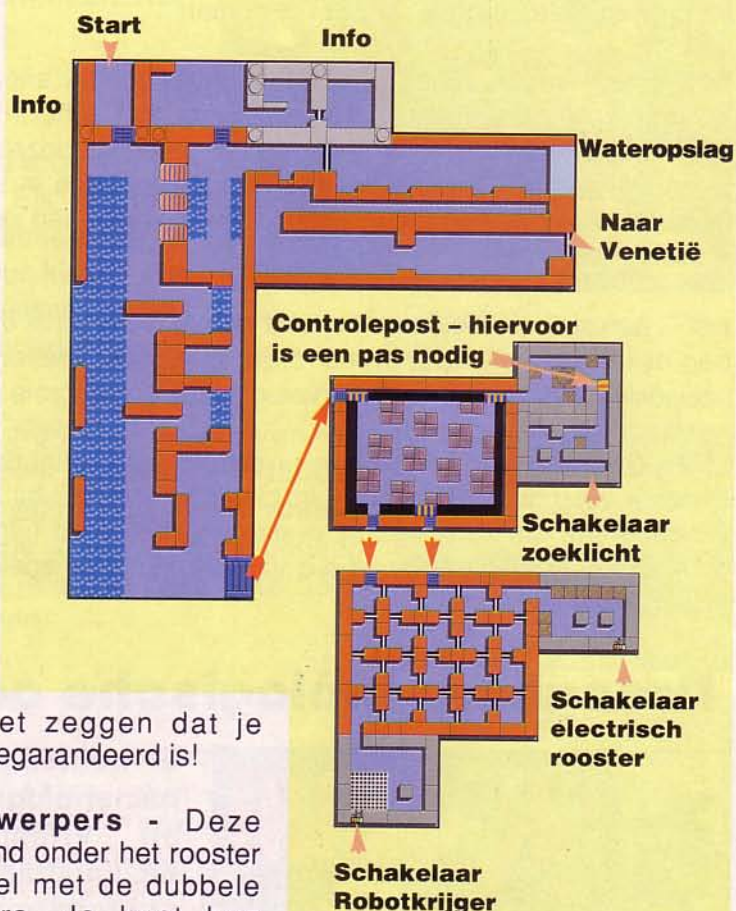 Start
Info
Info
Wateropslag
Naar
Venetië
Controlepost – hiervoor
is een pas nodig
Schakelaar
zoeklicht
Schakelaar
electrisch
rooster
Schakelaar
Robotkrijger
et zeggen dat je
egarandeerd is!
werpers - Deze
nd onder het rooster
el met de dubbele